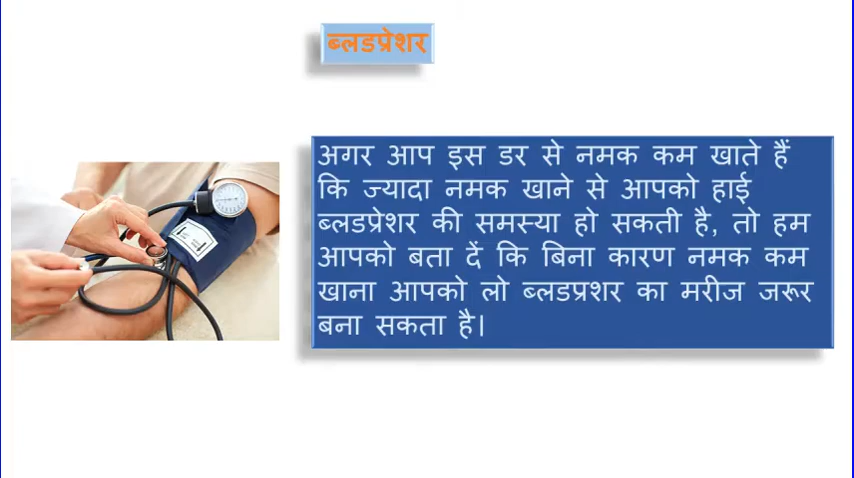 ब्लडप्रेशर
अगर आप इस डर से नमक कम खाते हैं
कि ज्यादा नमक खाने से आपको हाई
ब्लडप्रेशर की समस्या हो सकती है, तो हम
आपको बता दें कि बिना कारण नमक कम
खाना आपको लो ब्लडप्रशर का मरीज जरूर
बना सकता है।